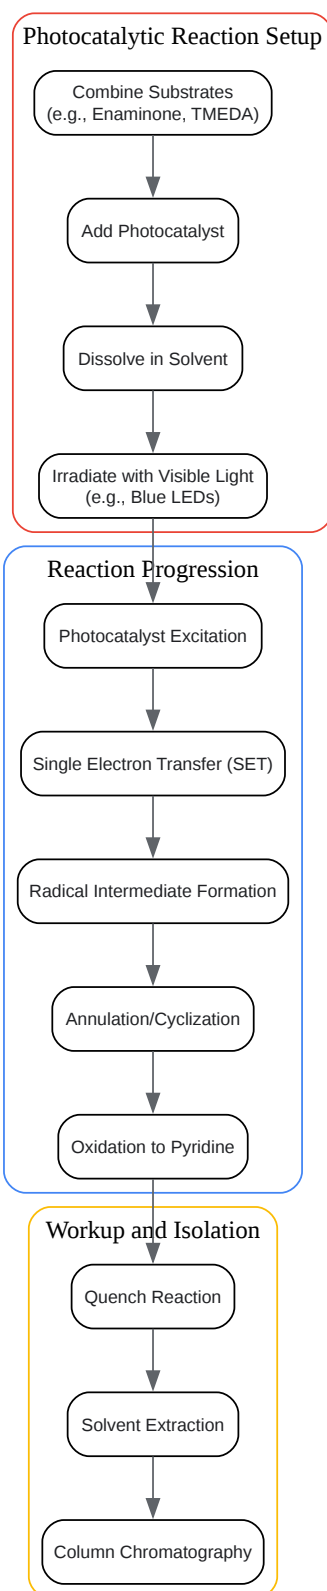 Photocatalytic Reaction Setup
Combine Substrates
(e.g., Enaminone, TMEDA)
Add Photocatalyst
Dissolve in Solvent
Irradiate with Visible Light
(e.g., Blue LEDs)
Reaction Progression
Photocatalyst Excitation
Single Electron Transfer (SET)
Radical Intermediate Formation
Annulation/Cyclization
Oxidation to Pyridine
Workup and Isolation
Quench Reaction
Solvent Extraction
Column Chromatography